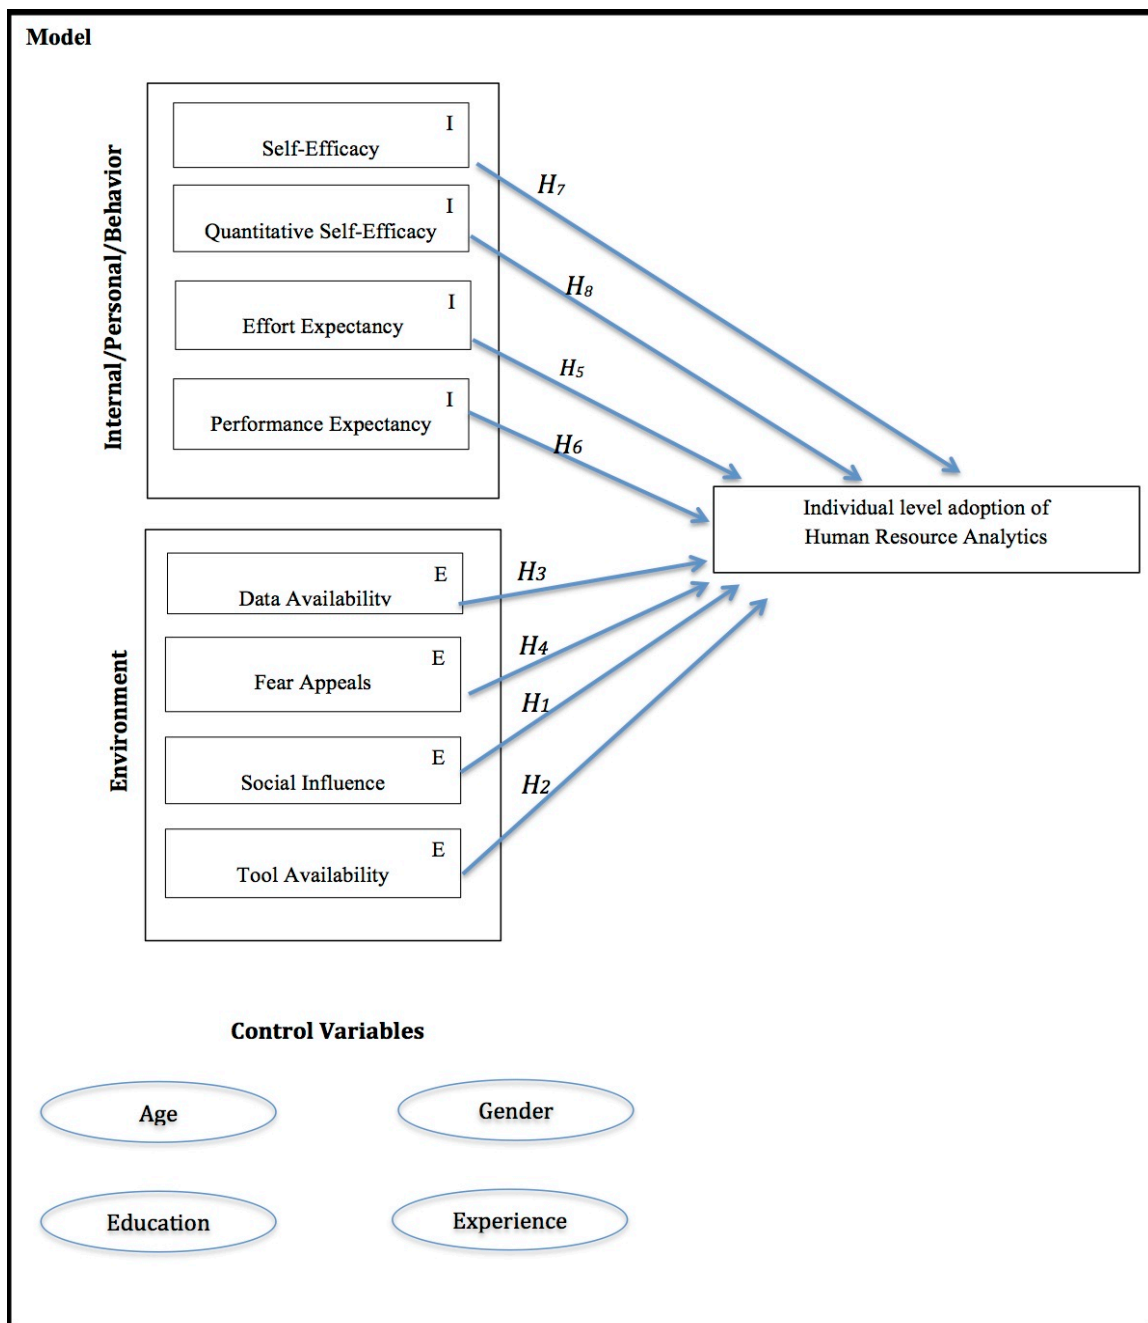 Model
Internal/Personal/Behavior
I
Self-Efficacy
I
Quantitative Self-Efficacy
I
Effort Expectancy
I
Performance Expectancy
H7
H8
H5
H6
Individual level adoption of
Human Resource Analytics
Environment
E
Data Availability
E
Fear Appeals
E
Social Influence
E
Tool Availability
H3
H4
H1
H2
Control Variables
Age
Gender
Education
Experience